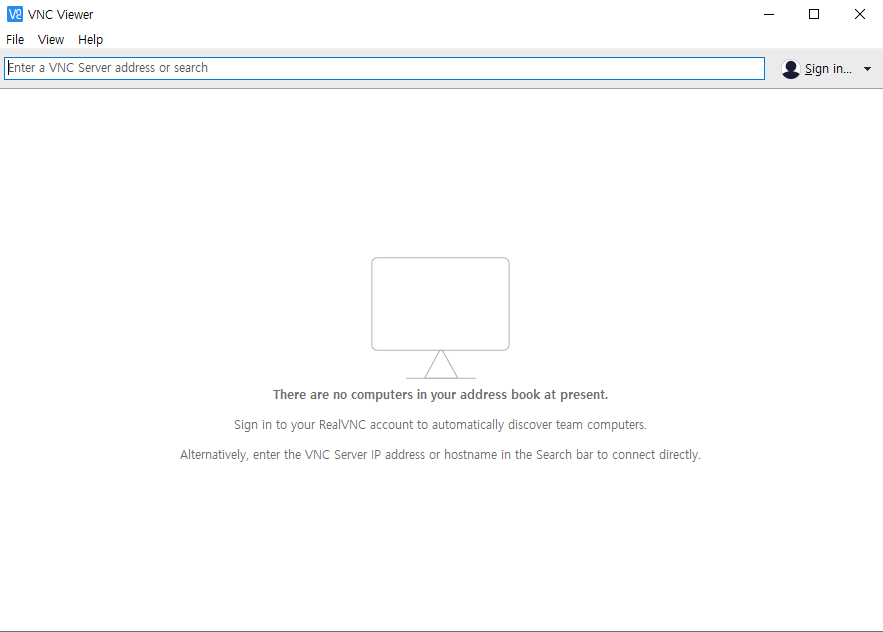 VNC Viewer
File View Help
Enter a VNC Server address or search
Sign in...
There are no computers in your address book at present.
Sign in to your RealVNC account to automatically discover team computers.
Alternatively, enter the VNC Server IP address or hostname in the Search bar to connect directly.